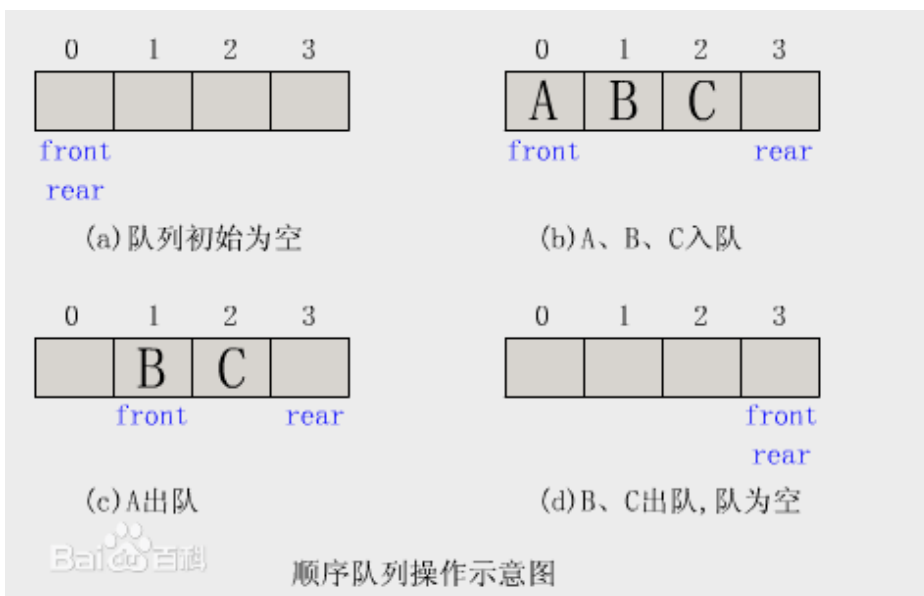 0 1 2 3
front
rear
(a)队列初始为空
0 1 2 3
A B C
front rear
(b)A、B、C入队
0 1 2 3
B C
front rear
(c)A出队
0 1 2 3
front
rear
(d)B、C出队,队为空
Baidu百科
顺序队列操作示意图